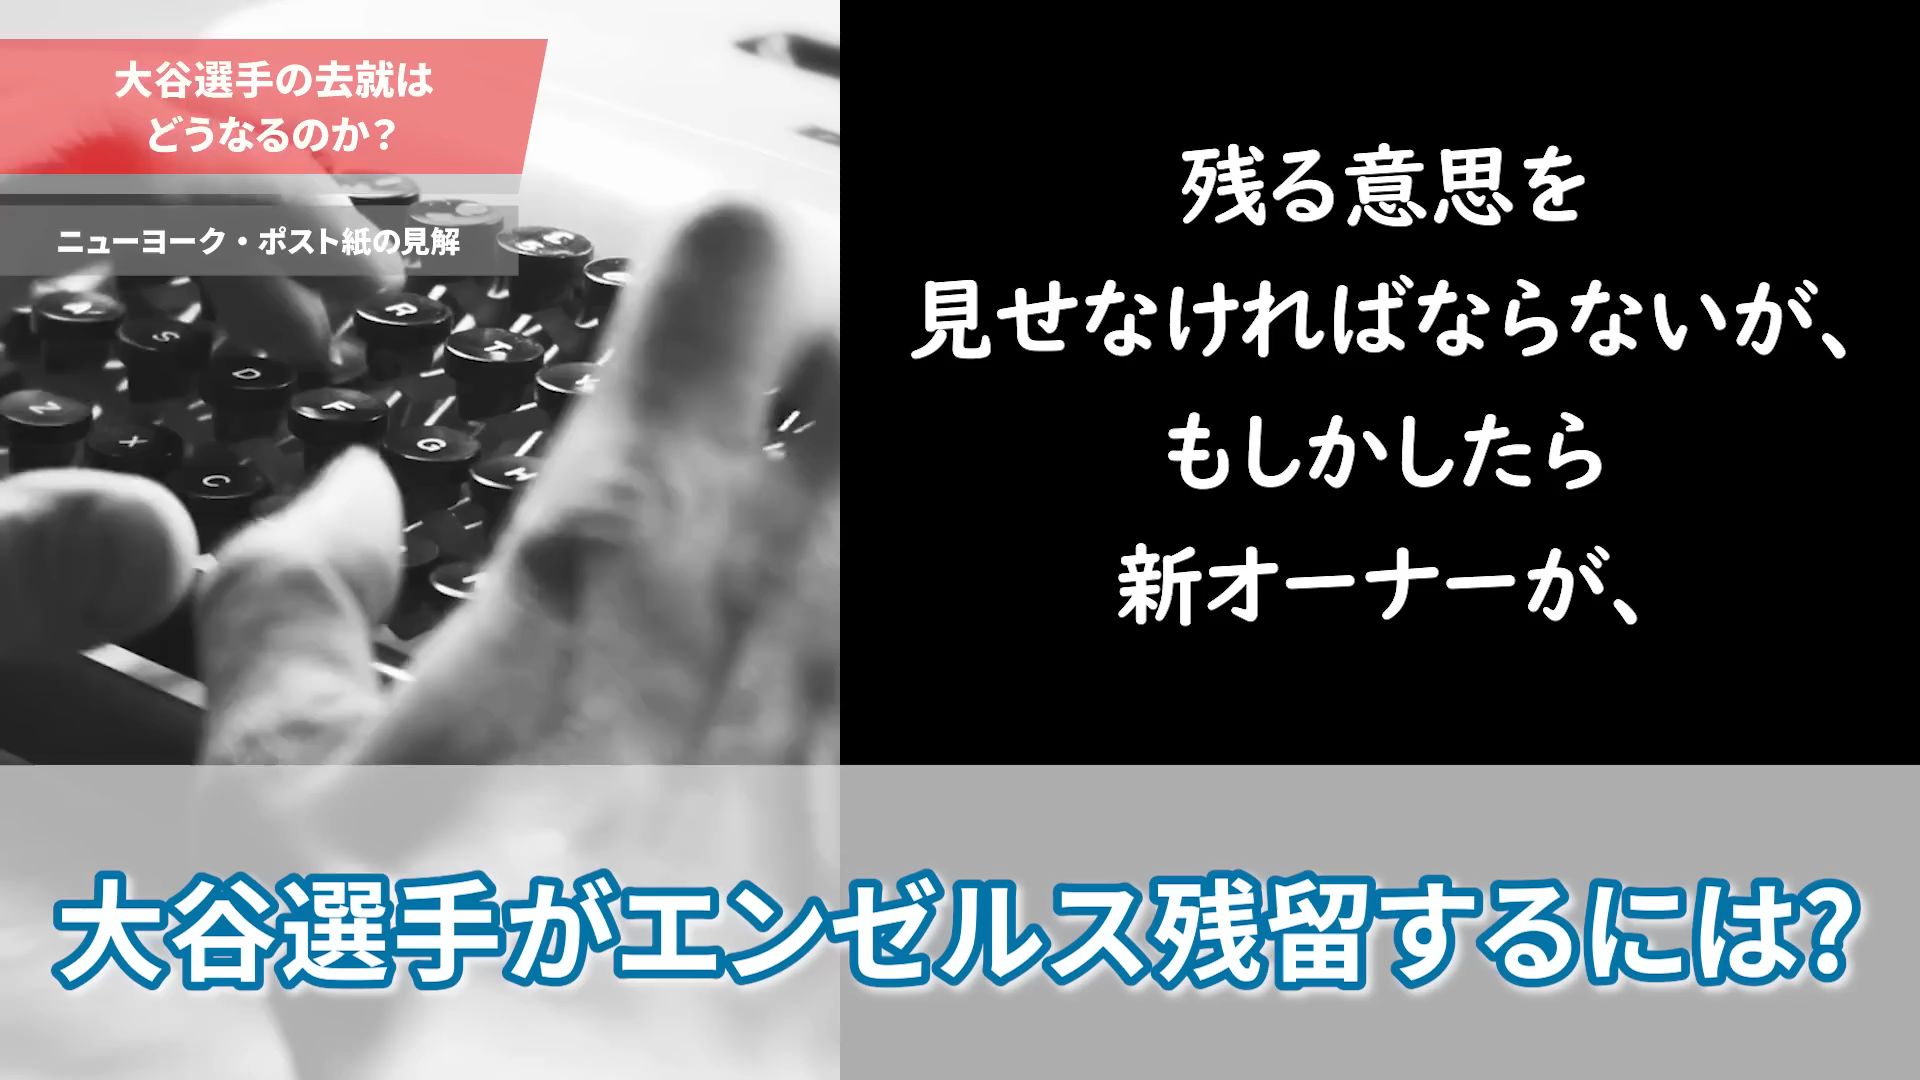 大谷選手の去就は
どうなるのか?
ニューヨーク・ポスト紙の見解
残る意思を
見せなければならないが、
もしかしたら
新オーナーが、
A
S
D
R
T
F
G
H
Z
X
C
大谷選手がエンゼルス残留するには?